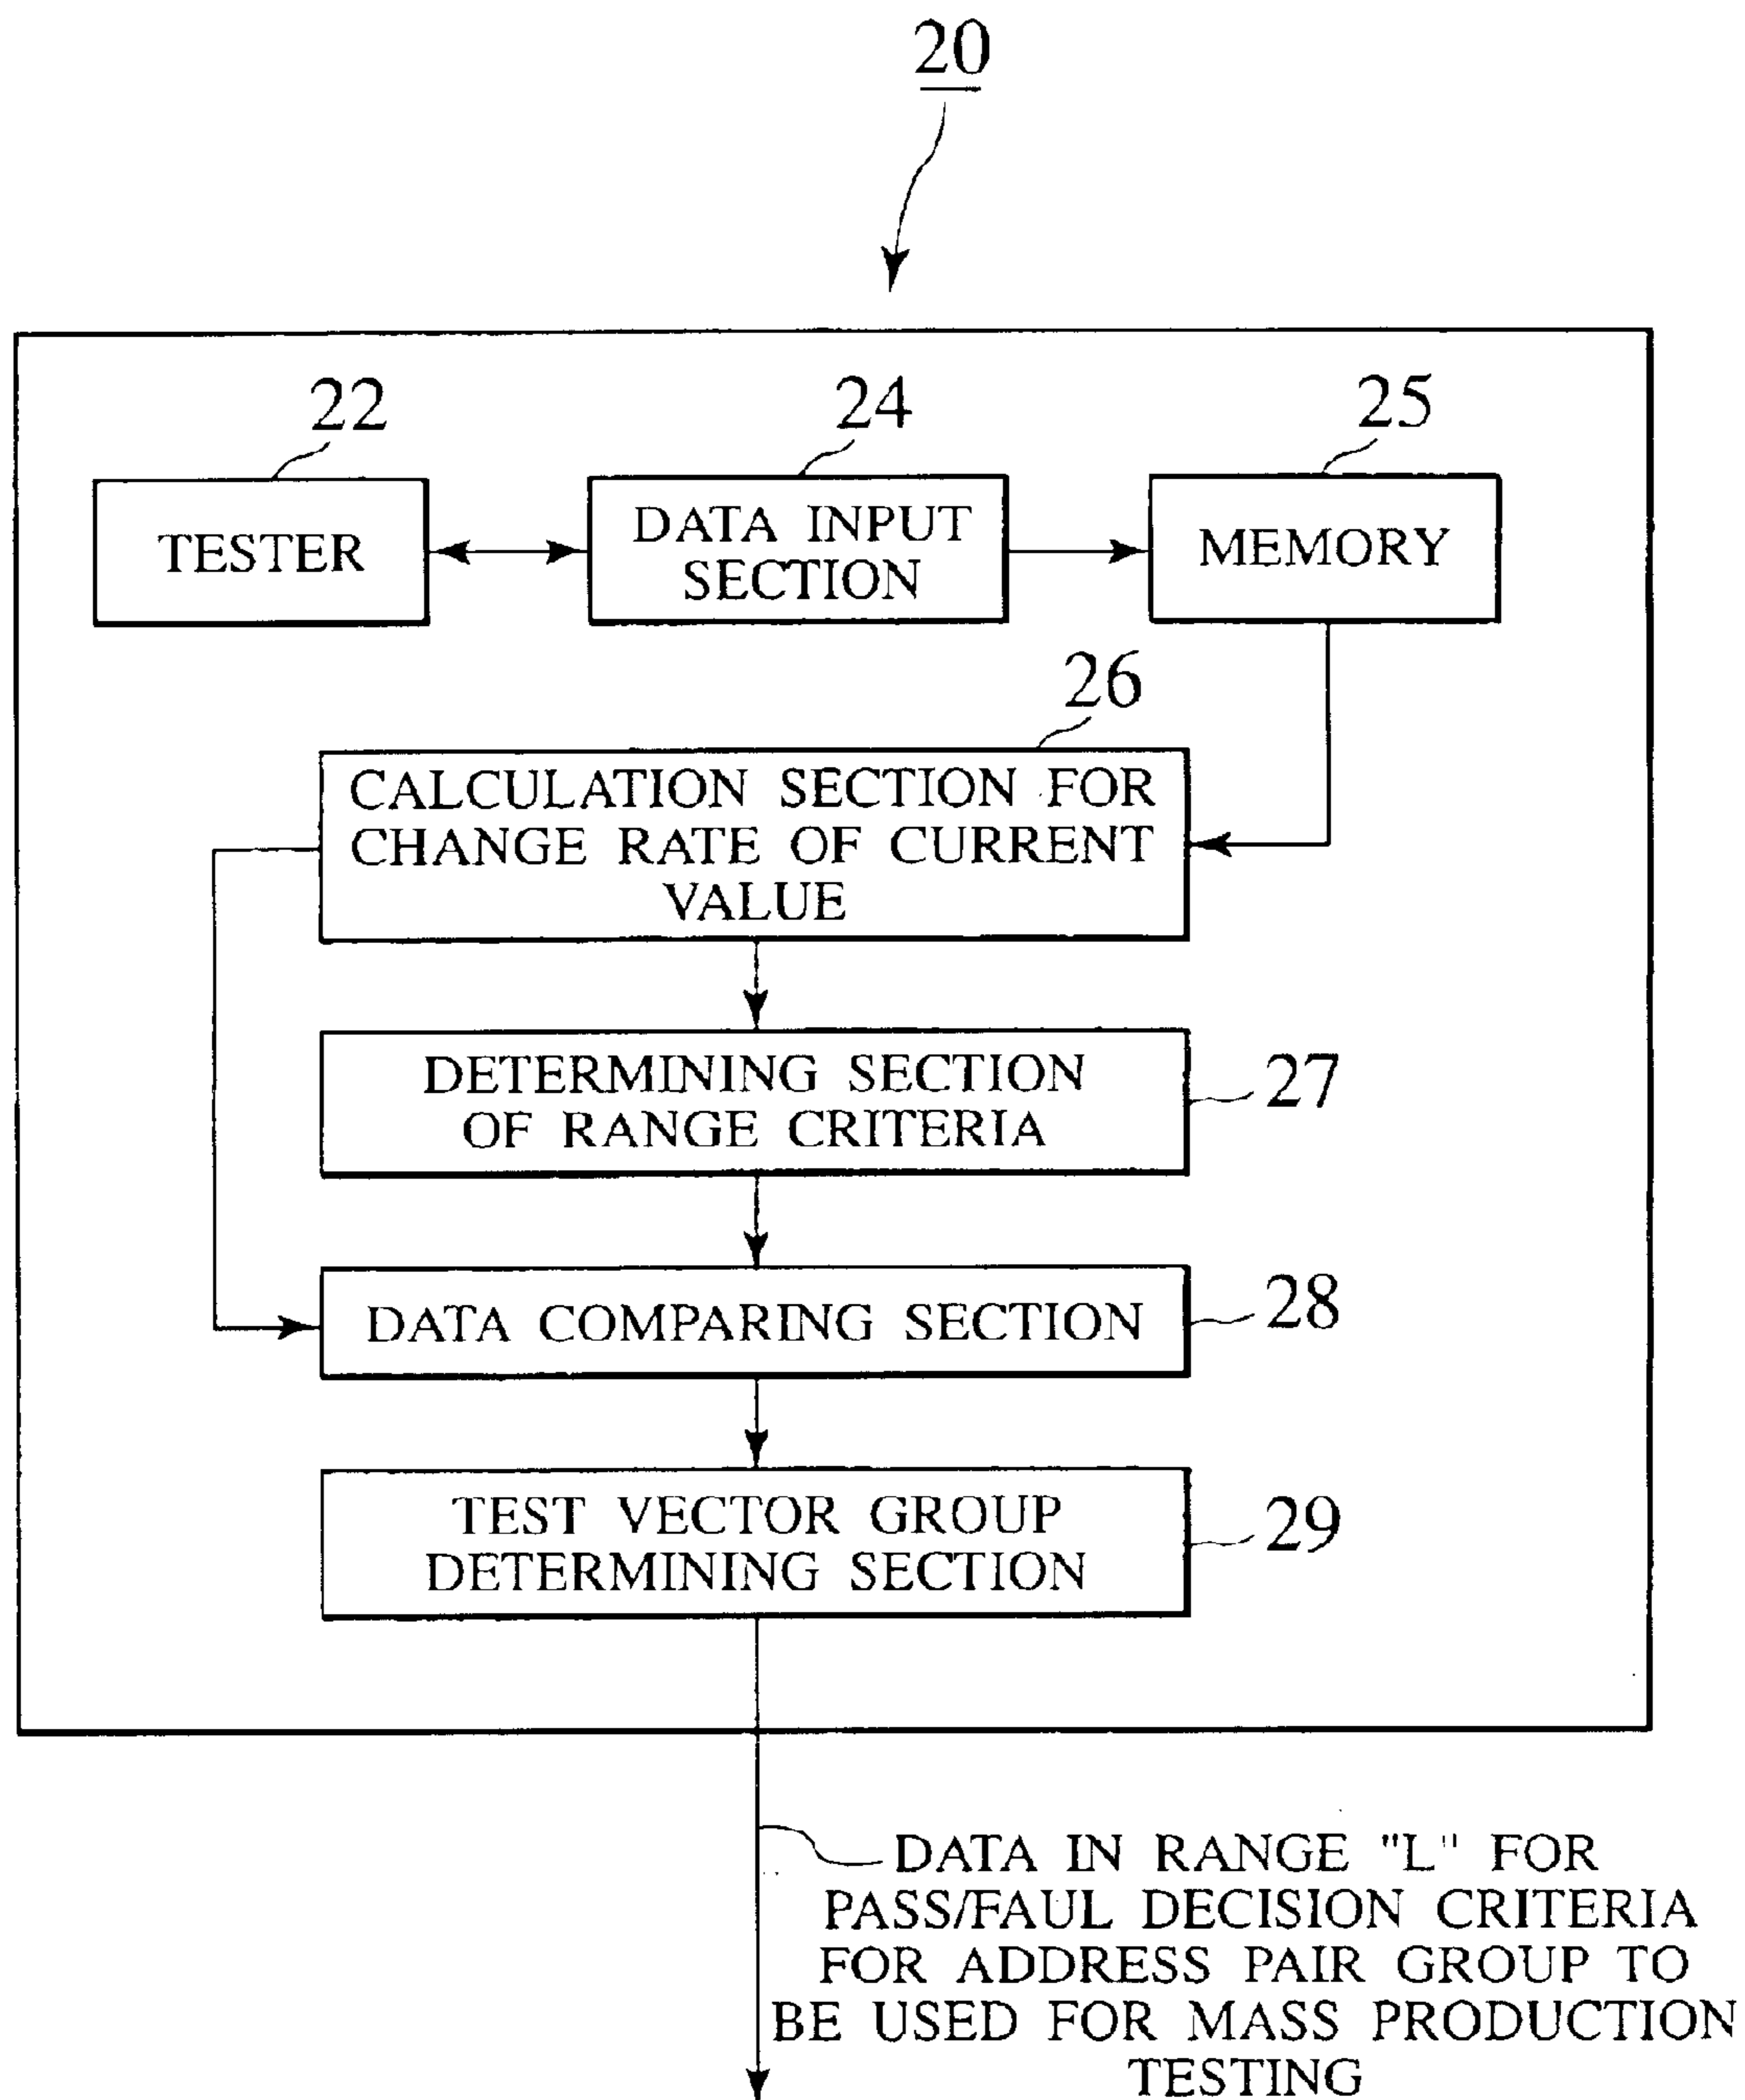 20
22
24
25
TESTER
DATA INPUT
SECTION
MEMORY
26
CALCULATION SECTION FOR
CHANGE RATE OF CURRENT
VALUE
DETERMINING SECTION
OF RANGE CRITERIA
27
DATA COMPARING SECTION
28
TEST VECTOR GROUP
DETERMINING SECTION
29
DATA IN RANGE "L" FOR
PASS/FAUL DECISION CRITERIA
FOR ADDRESS PAIR GROUP TO
BE USED FOR MASS PRODUCTION
TESTING